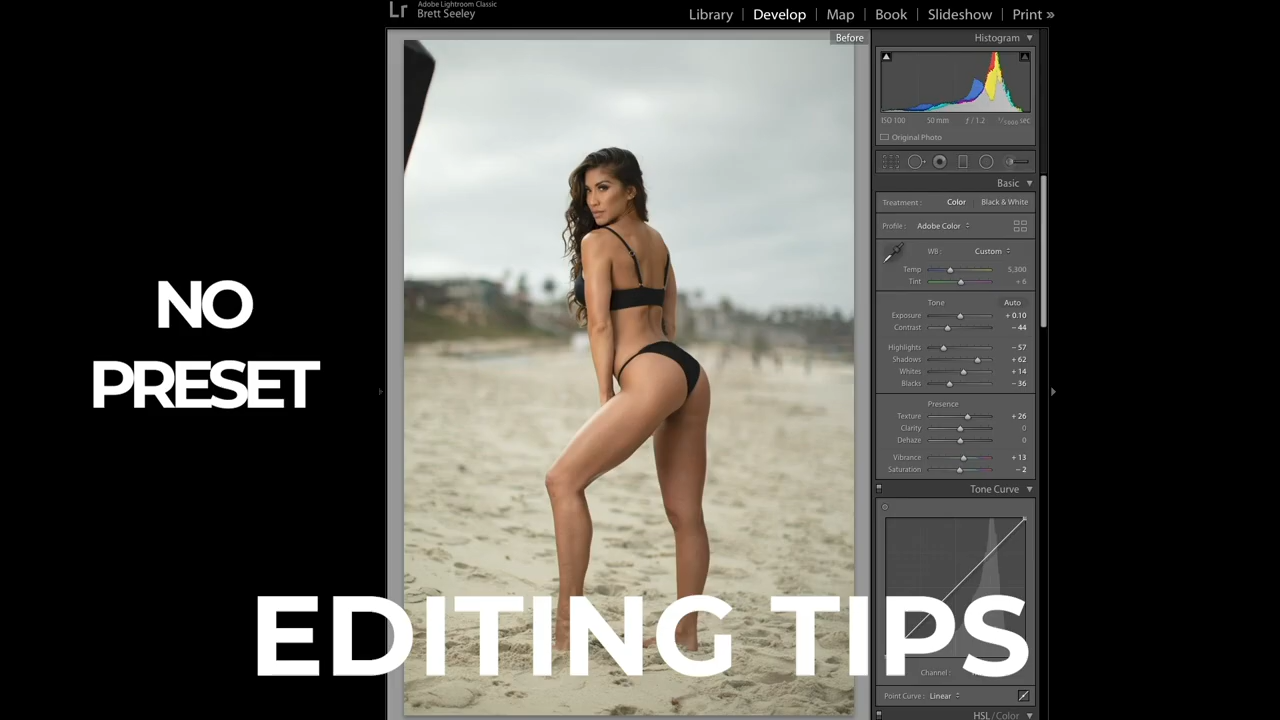 Lr
Adobe Lightroom Classic
Brett Seeley
Library | Develop | Map | Book | Slideshow | Print »
Before
Histogram
ISO 100 50 mm ƒ / 1.2 sec
Original Photo
Basic
Treatment : Color Black & White
Profile : Adobe Color
WB : Custom
Temp 5,300
Tint + 6
Tone Auto
Exposure + 0.10
Contrast − 44
Highlights − 57
Shadows + 62
Whites + 14
Blacks − 36
Presence
Texture + 26
Clarity 0
Dehaze 0
Vibrance + 13
Saturation − 2
Tone Curve
Channel :
Point Curve : Linear
HSL / Color
NO
PRESET
EDITING TIPS